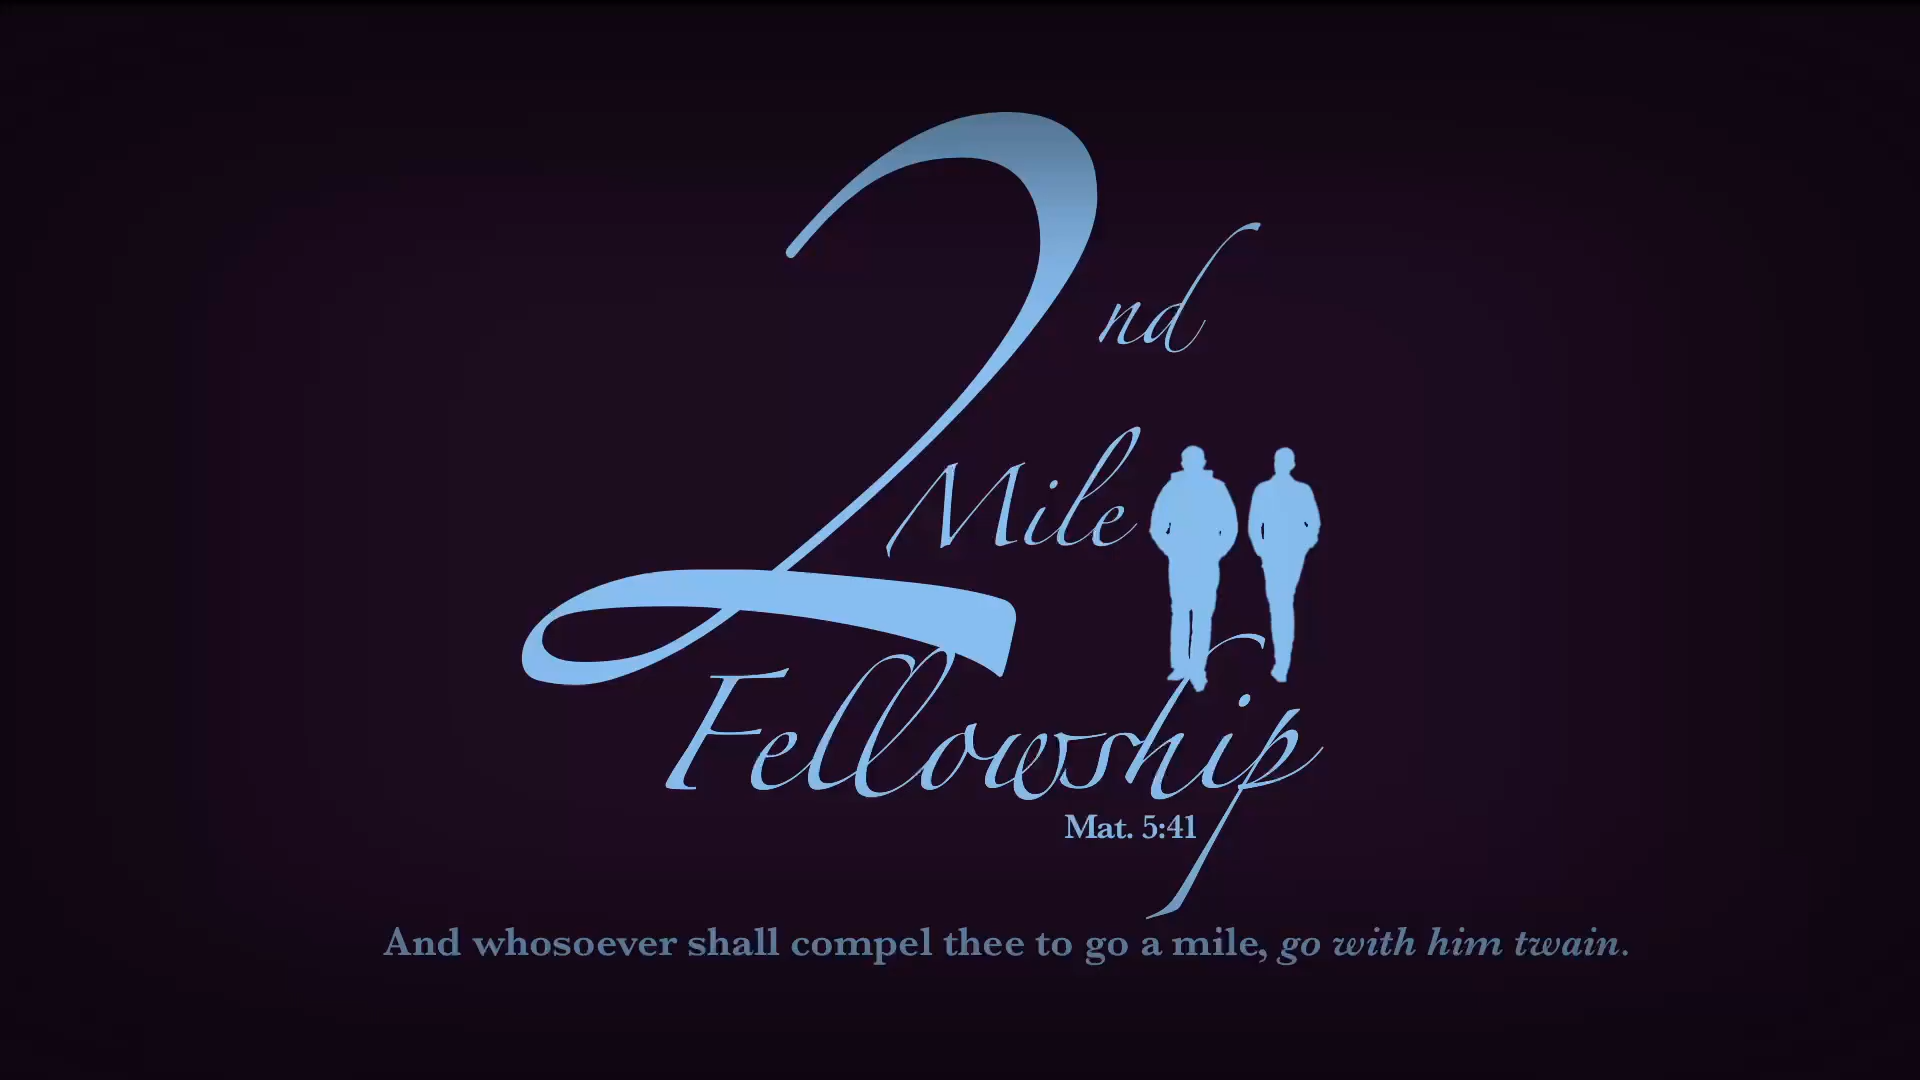 2nd
Mile
Fellowship
Mat. 5:41
And whosoever shall compel thee to go a mile, go with him twain.